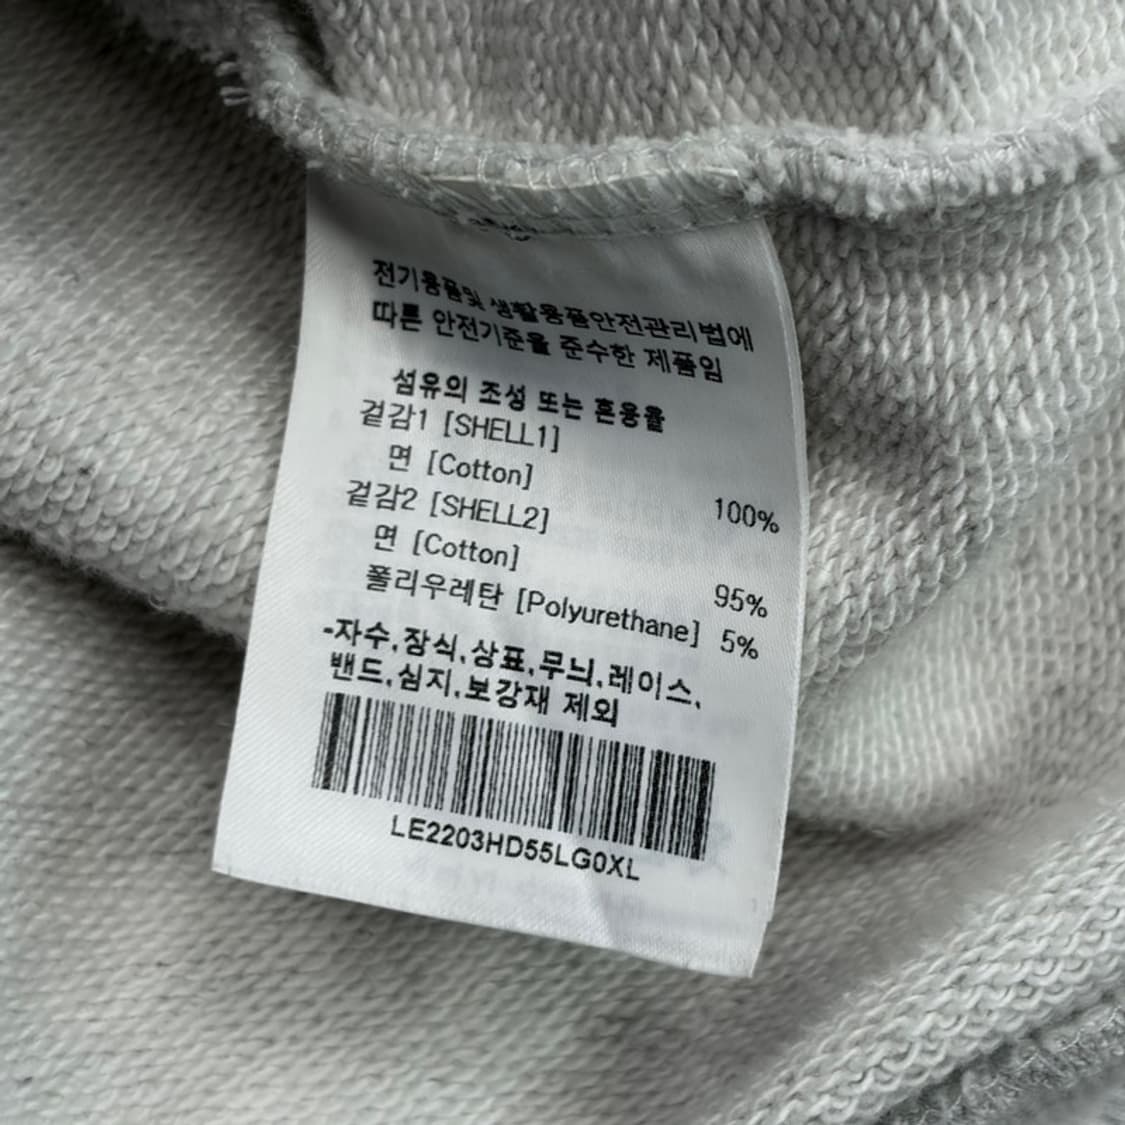 전기용품및 생활용품안전관리법에
따른 안전기준을 준수한 제품임
섬유의 조성 또는 혼용율
겉감1 [SHELL1]
면 [Cotton] 100%
겉감2 [SHELL2]
면 [Cotton] 95%
폴리우레탄 [Polyurethane] 5%
-자수,장식,상표,무늬,레이스,
밴드,심지,보강재 제외
LE2203HD55LG0XL